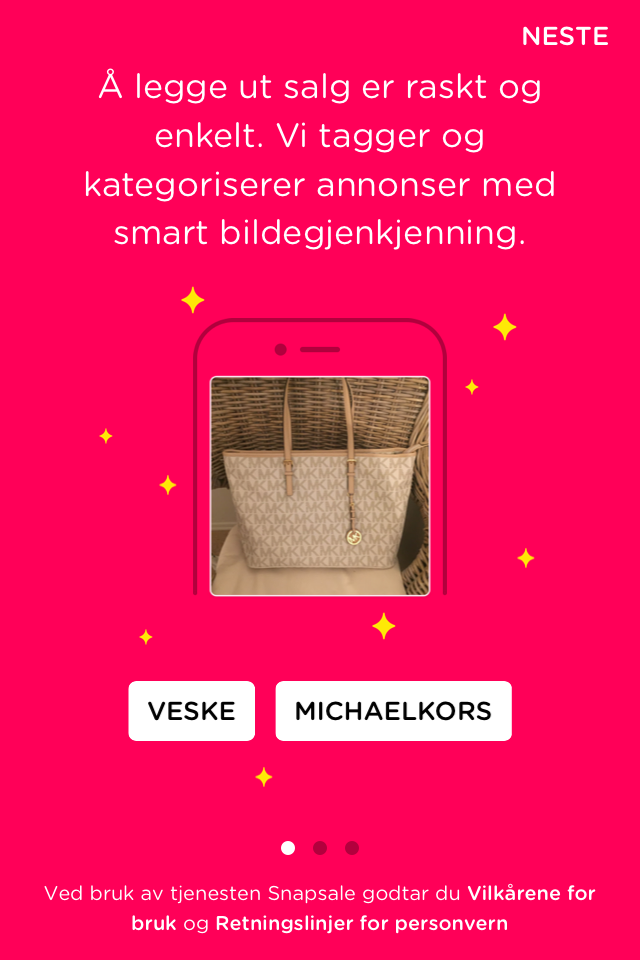 NESTE
Å legge ut salg er raskt og
enkelt. Vi tagger og
kategoriserer annonser med
smart bildegjenkjenning.
VESKE
MICHAELKORS
Ved bruk av tjenesten Snapsale godtar du Vilkårene for
bruk og Retningslinjer for personvern